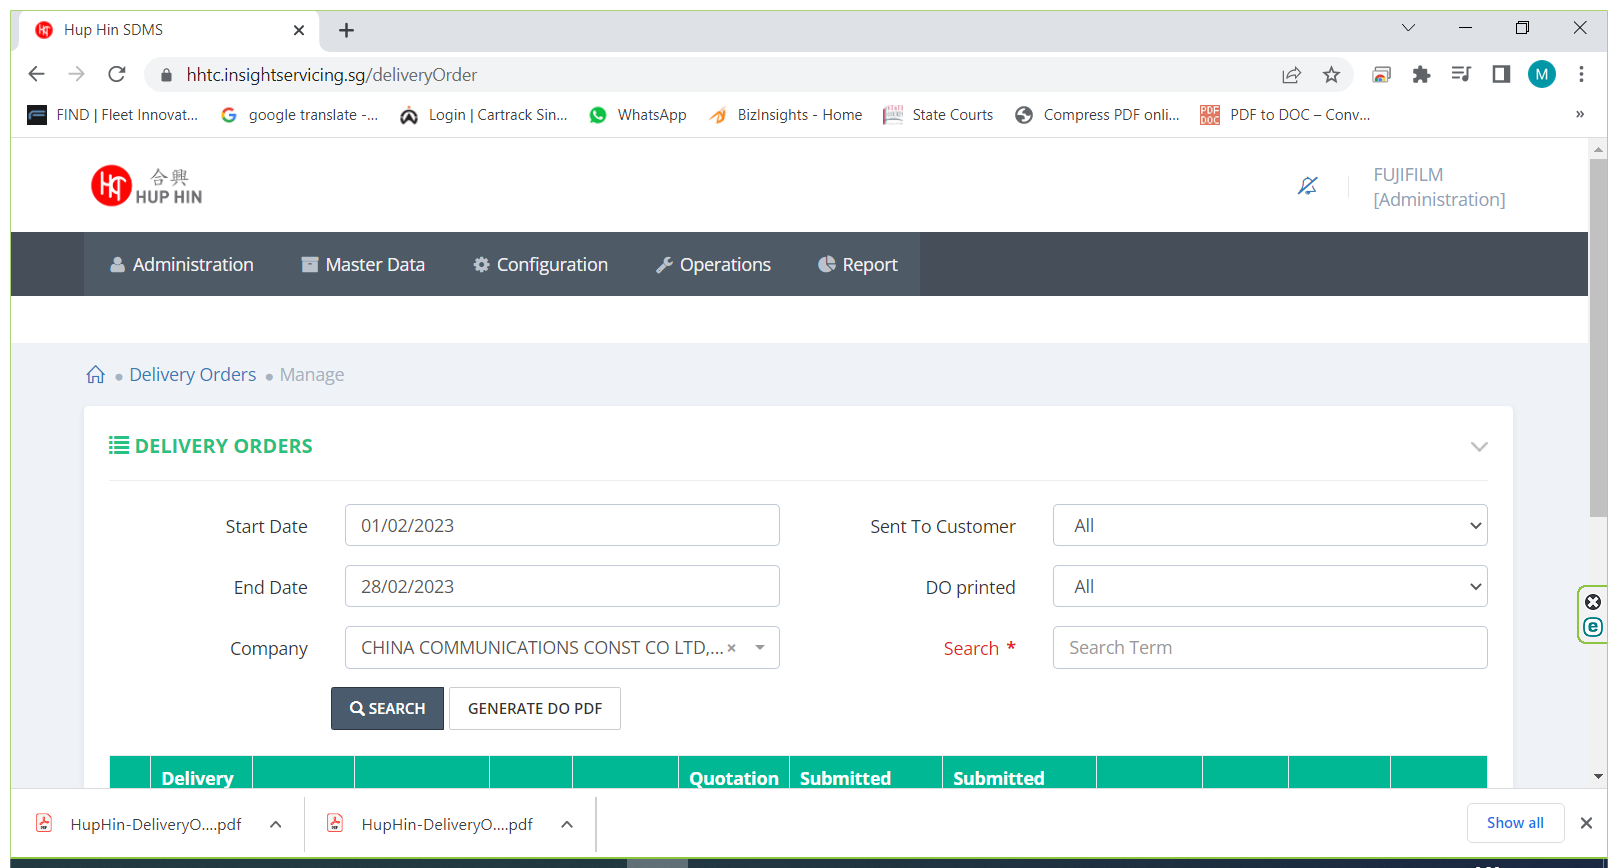 Hup Hin SDMS
hhtc.insightservicing.sg/deliveryOrder
M
FIND | Fleet Innovat...
google translate -...
Login | Cartrack Sin...
WhatsApp
BizInsights - Home
State Courts
Compress PDF onli...
PDF to DOC – Conv...
»
合興
HUP HIN
FUJIFILM
[Administration]
Administration
Master Data
Configuration
Operations
Report
Delivery Orders
Manage
DELIVERY ORDERS
Start Date
01/02/2023
Sent To Customer
All
End Date
28/02/2023
DO printed
All
Company
CHINA COMMUNICATIONS CONST CO LTD,... ×
Search *
Search Term
SEARCH
GENERATE DO PDF
Delivery
Quotation
Submitted
Submitted
HupHin-DeliveryO....pdf
HupHin-DeliveryO....pdf
Show all